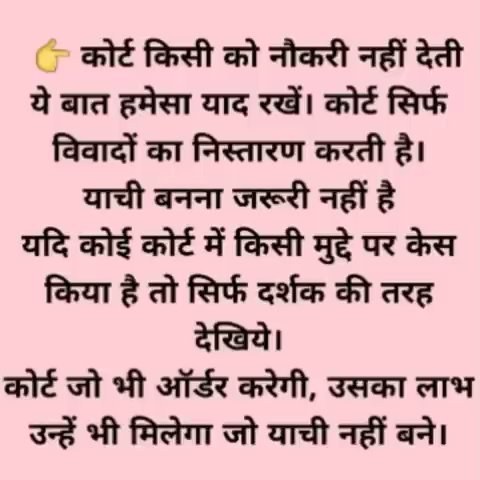 👉 कोर्ट किसी को नौकरी नहीं देती
ये बात हमेसा याद रखें। कोर्ट सिर्फ
विवादों का निस्तारण करती है।
याची बनना जरूरी नहीं है
यदि कोई कोर्ट में किसी मुद्दे पर केस
किया है तो सिर्फ दर्शक की तरह
देखिये।
कोर्ट जो भी ऑर्डर करेगी, उसका लाभ
उन्हें भी मिलेगा जो याची नहीं बने।